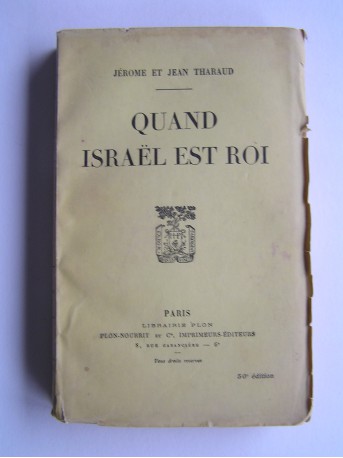 JÉROME ET JEAN THARAUD
QUAND
ISRAËL EST ROI
PARIS
LIBRAIRIE PLON
PLON-NOURRIT ET Cie, IMPRIMEURS-ÉDITEURS
8, RUE GARANCIÈRE — 6e
Tous droits réservés
édition